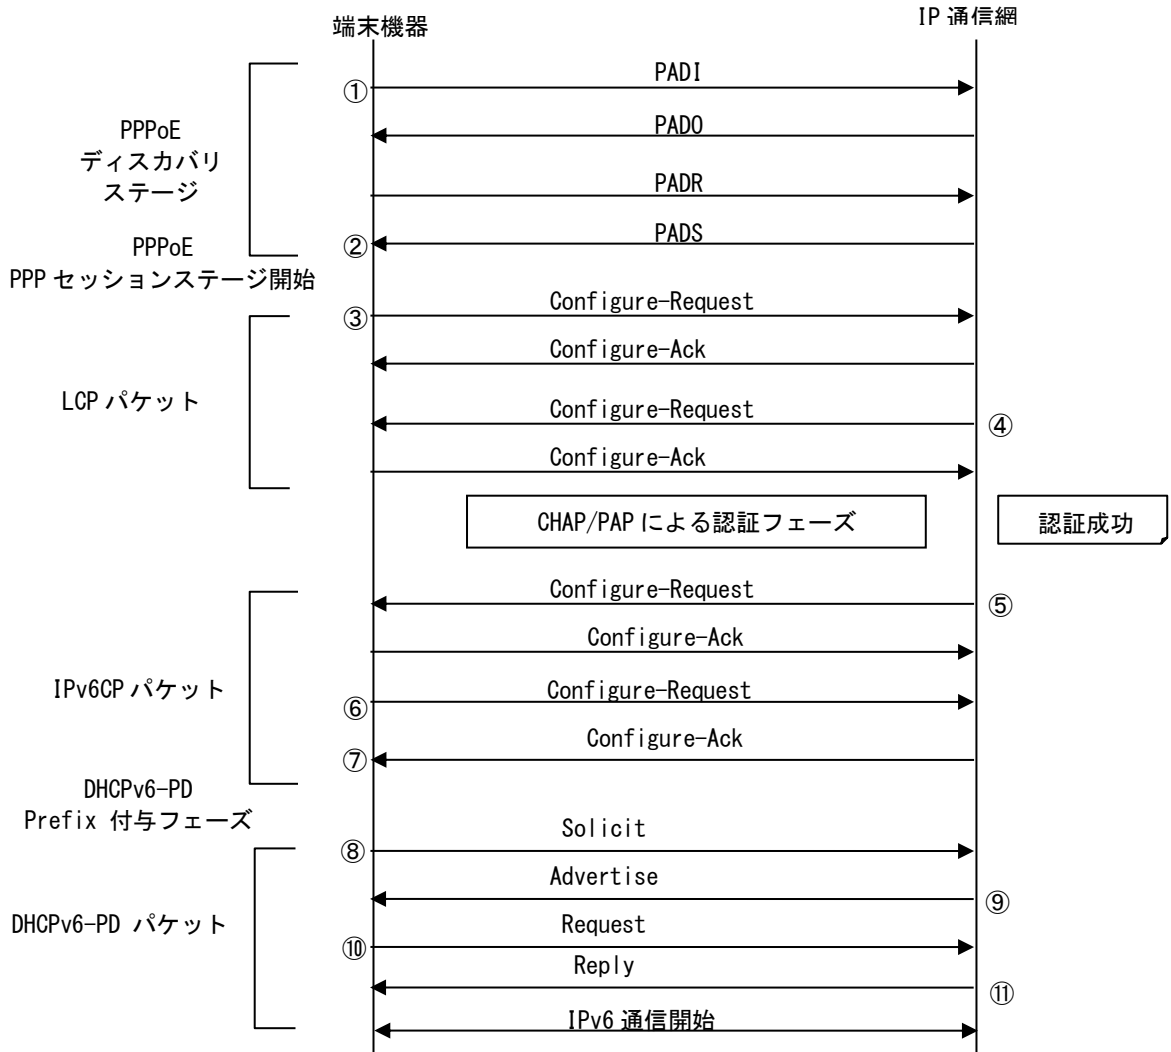 端末機器
IP 通信網
PADI
①
PADO
PPPoE
ディスカバリ
ステージ
PADR
PADS
②
PPPoE
PPP セッションステージ開始
Configure-Request
③
Configure-Ack
LCP パケット
Configure-Request
④
Configure-Ack
CHAP/PAP による認証フェーズ
認証成功
Configure-Request
⑤
Configure-Ack
IPv6CP パケット
Configure-Request
⑥
Configure-Ack
⑦
DHCPv6-PD
Prefix 付与フェーズ
Solicit
⑧
Advertise
⑨
DHCPv6-PD パケット
Request
⑩
Reply
⑪
IPv6 通信開始